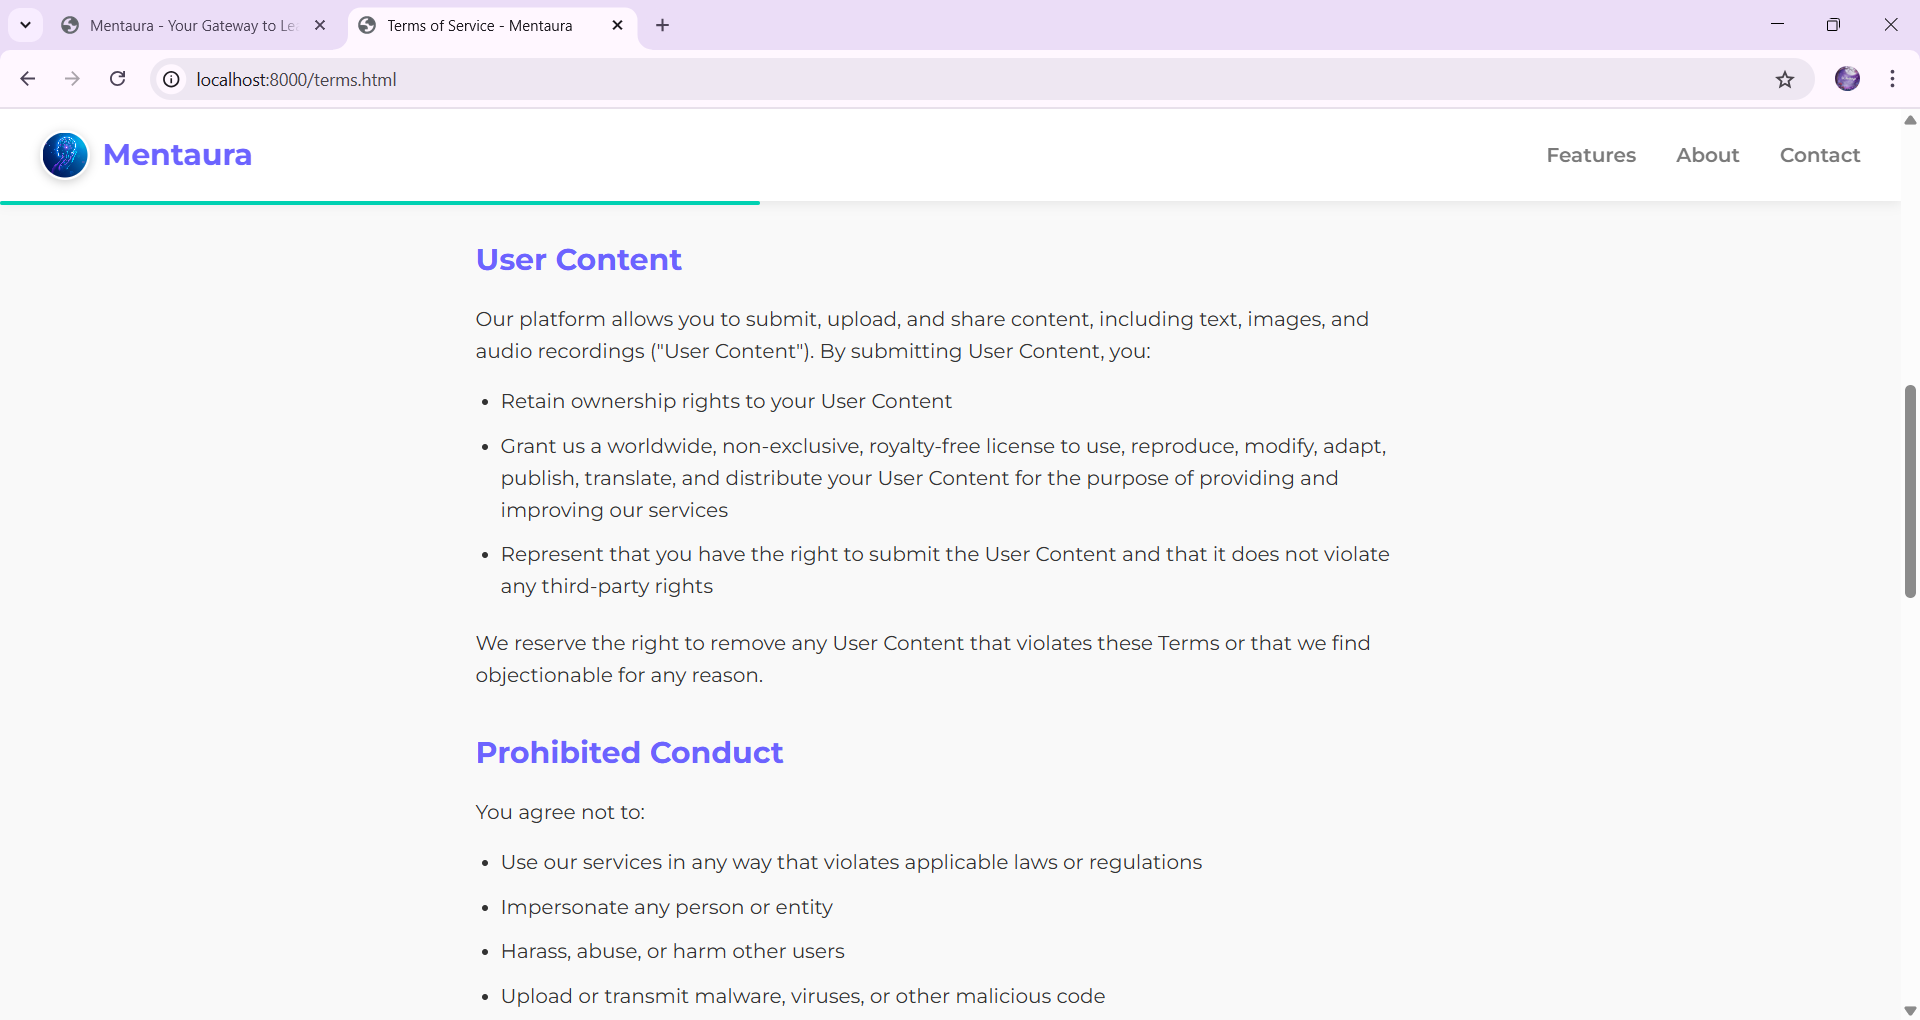 Mentaura - Your Gateway to Le
Terms of Service - Mentaura
localhost:8000/terms.html
Mentaura
Features
About
Contact
User Content
Our platform allows you to submit, upload, and share content, including text, images, and
audio recordings ("User Content"). By submitting User Content, you:
• Retain ownership rights to your User Content
• Grant us a worldwide, non-exclusive, royalty-free license to use, reproduce, modify, adapt,
publish, translate, and distribute your User Content for the purpose of providing and
improving our services
• Represent that you have the right to submit the User Content and that it does not violate
any third-party rights
We reserve the right to remove any User Content that violates these Terms or that we find
objectionable for any reason.
Prohibited Conduct
You agree not to:
• Use our services in any way that violates applicable laws or regulations
• Impersonate any person or entity
• Harass, abuse, or harm other users
• Upload or transmit malware, viruses, or other malicious code